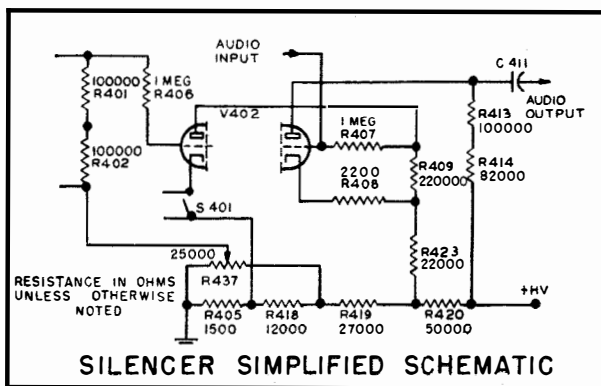 AUDIO
INPUT
C 411
AUDIO
OUTPUT
100000
R401
1 MEG
R406
V402
1 MEG
R407
R413
100000
100000
R402
2200
R408
R409
220000
R414
82000
S 401
25000
R437
R423
22000
RESISTANCE IN OHMS
UNLESS OTHERWISE
NOTED
+HV
R405
1500
R418
12000
R419
27000
R420
50000
SILENCER SIMPLIFIED SCHEMATIC